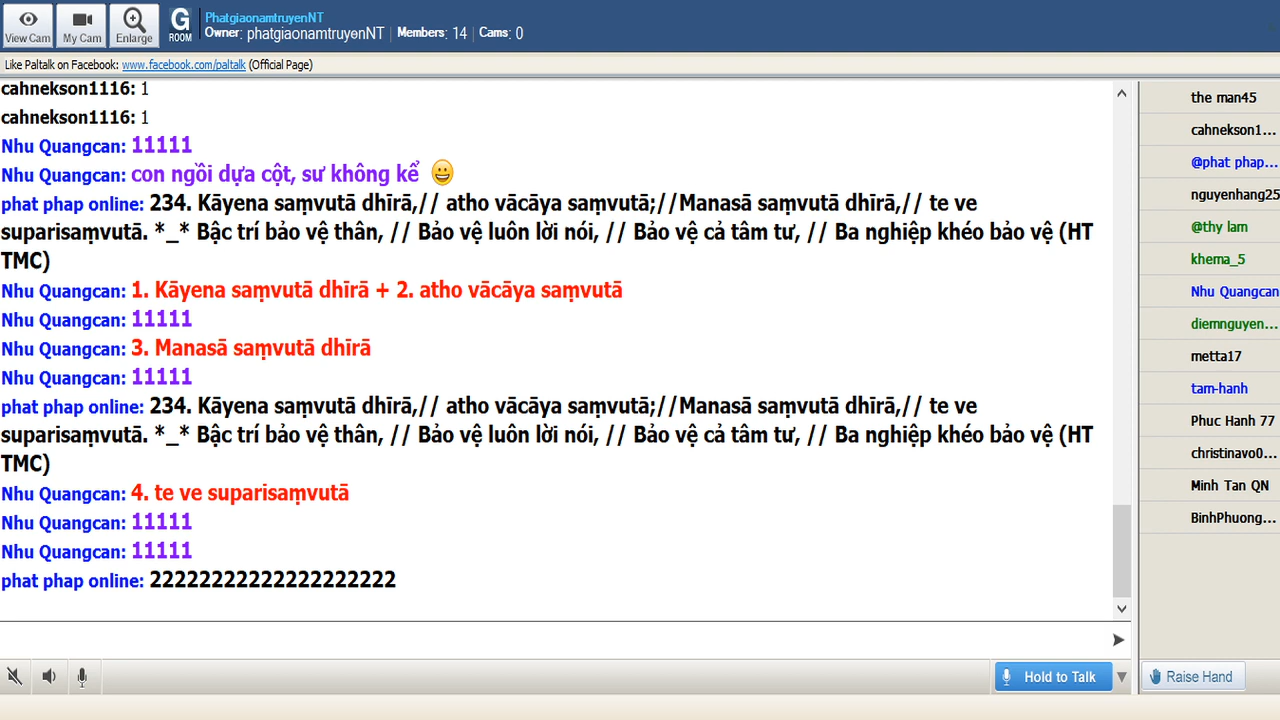 View Cam
My Cam
Enlarge
G
ROOM
PhatgiaonamtruyenNT
Owner: phatgiaonamtruyenNT | Members: 14 | Cams: 0
Like Paltalk on Facebook: www.facebook.com/paltalk (Official Page)
cahnekson1116: 1
cahnekson1116: 1
Nhu Quangcan: 11111
Nhu Quangcan: con ngồi dựa cột, sư không kể
phat phap online: 234. Kāyena saṃvutā dhīrā,// atho vācāya saṃvutā;//Manasā saṃvutā dhīrā,// te ve
suparisaṃvutā. *_* Bậc trí bảo vệ thân, // Bảo vệ luôn lời nói, // Bảo vệ cả tâm tư, // Ba nghiệp khéo bảo vệ (HT
TMC)
Nhu Quangcan: 1. Kāyena saṃvutā dhīrā + 2. atho vācāya saṃvutā
Nhu Quangcan: 11111
Nhu Quangcan: 3. Manasā saṃvutā dhīrā
Nhu Quangcan: 11111
phat phap online: 234. Kāyena saṃvutā dhīrā,// atho vācāya saṃvutā;//Manasā saṃvutā dhīrā,// te ve
suparisaṃvutā. *_* Bậc trí bảo vệ thân, // Bảo vệ luôn lời nói, // Bảo vệ cả tâm tư, // Ba nghiệp khéo bảo vệ (HT
TMC)
Nhu Quangcan: 4. te ve suparisaṃvutā
Nhu Quangcan: 11111
Nhu Quangcan: 11111
phat phap online: 22222222222222222222
the man45
cahnekson1...
@phat phap...
nguyenhang25
@thy lam
khema_5
Nhu Quangcan
diemnguyen...
metta17
tam-hanh
Phuc Hanh 77
christinavo0...
Minh Tan QN
BinhPhuong...
Hold to Talk
Raise Hand